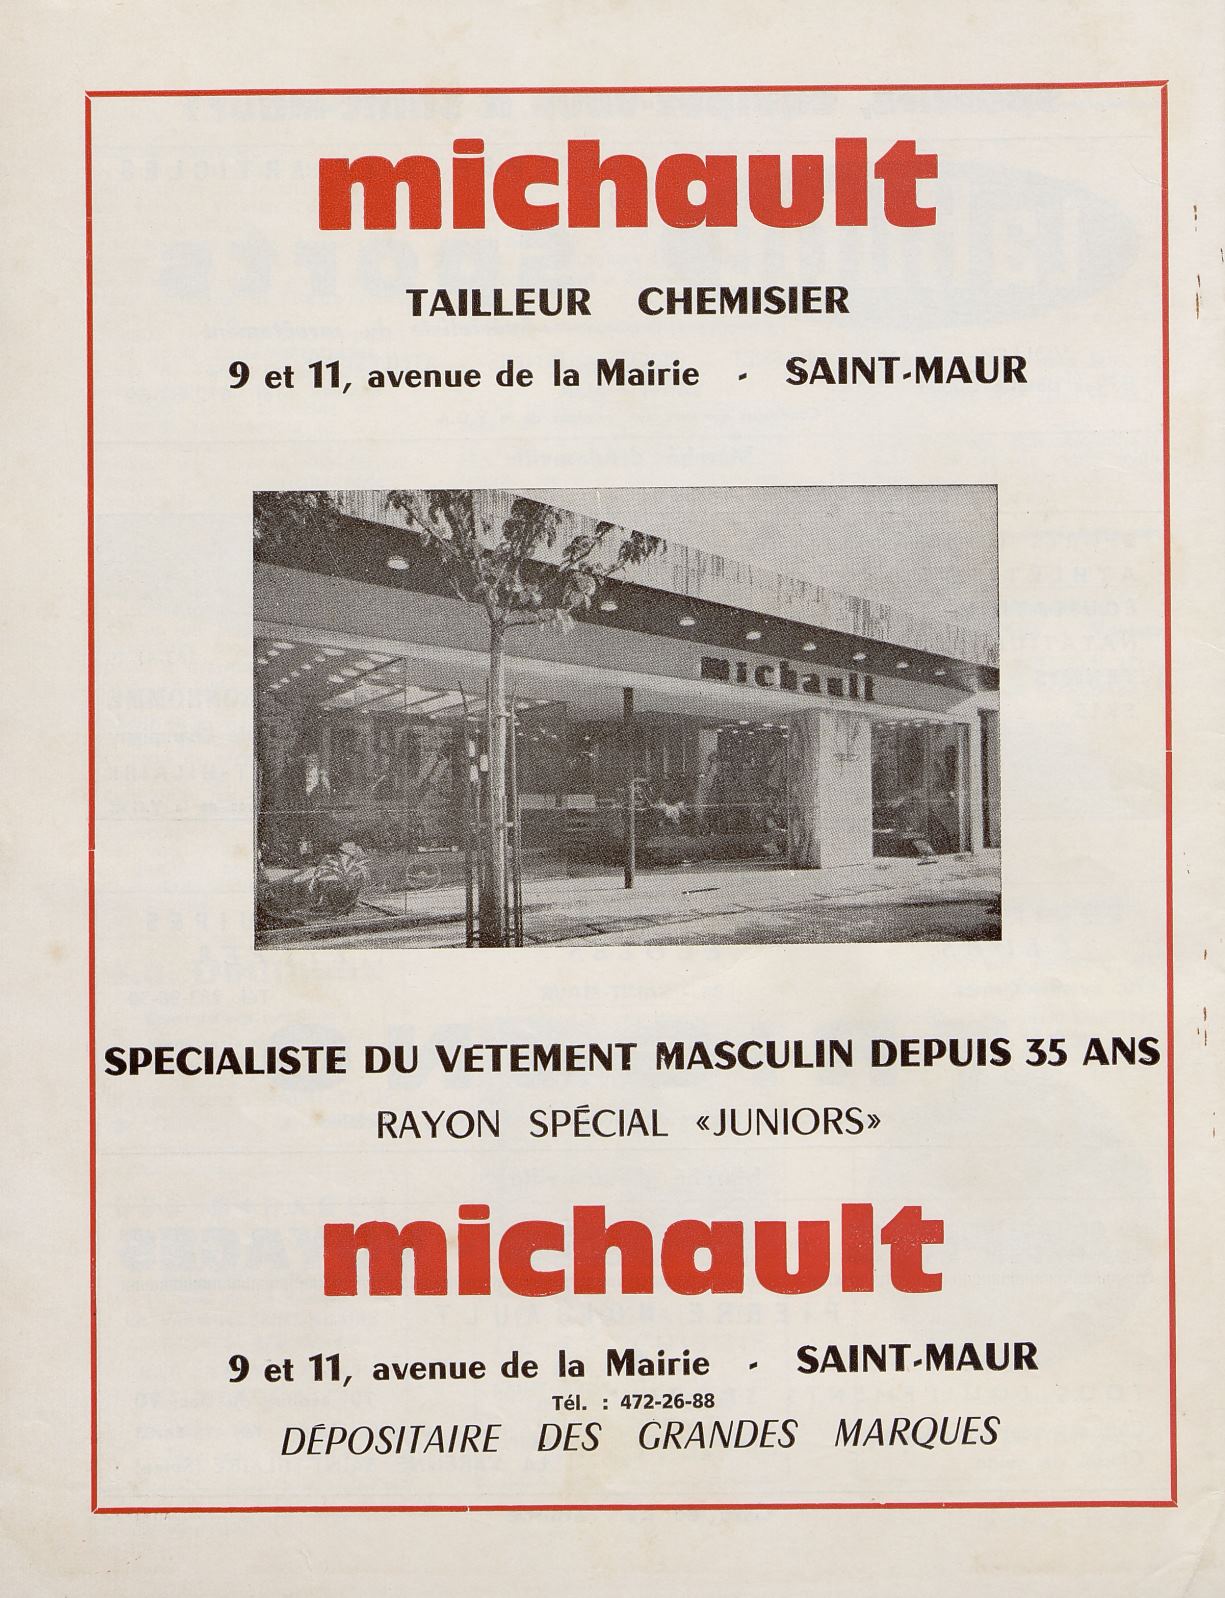 michault
TAILLEUR CHEMISIER
9 et 11, avenue de la Mairie - SAINT-MAUR
michault
SPECIALISTE DU VÉTEMENT MASCULIN DEPUIS 35 ANS
RAYON SPÉCIAL «JUNIORS»
michault
9 et 11, avenue de la Mairie - SAINT-MAUR
Tél. : 472-26-88
DÉPOSITAIRE DES GRANDES MARQUES